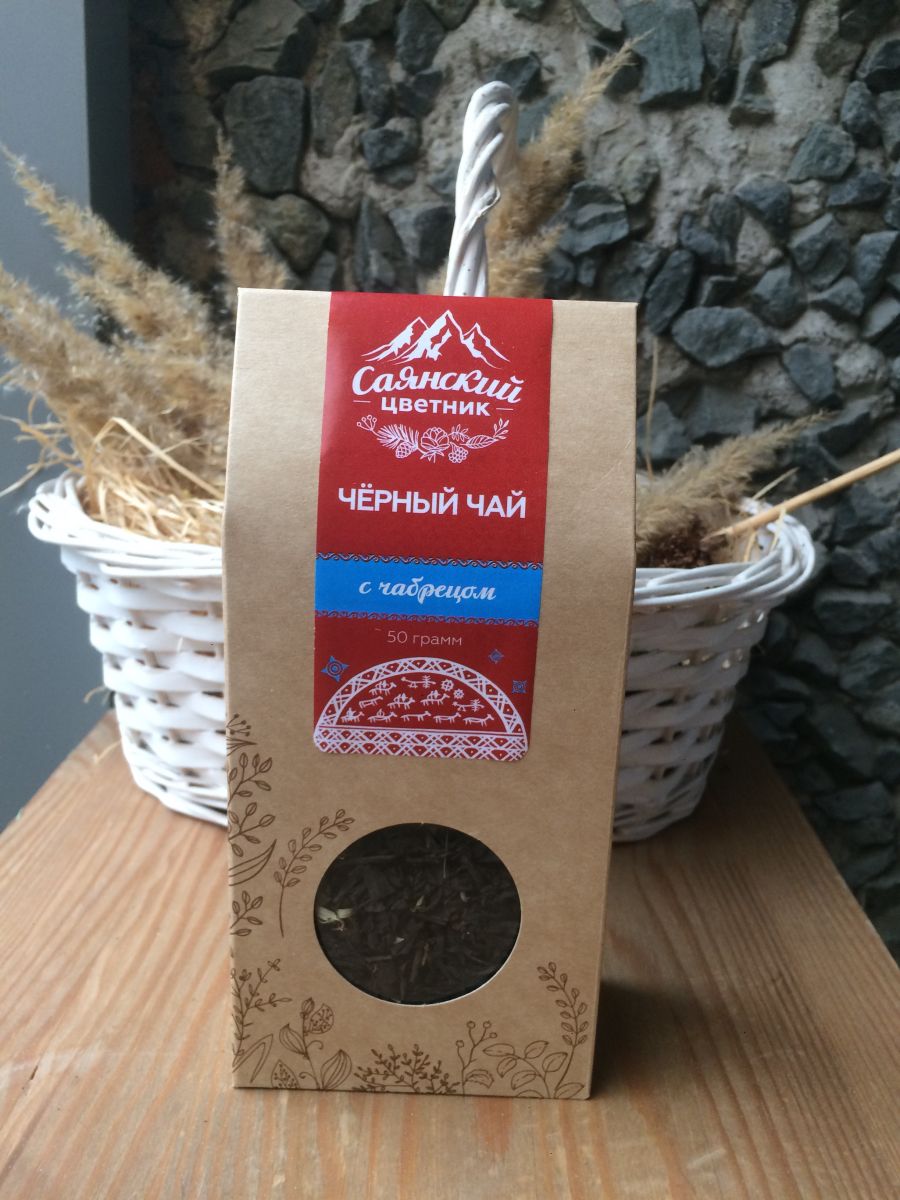 Саянский
цветник
ЧЁРНЫЙ ЧАЙ
с чабрецом
50 грамм